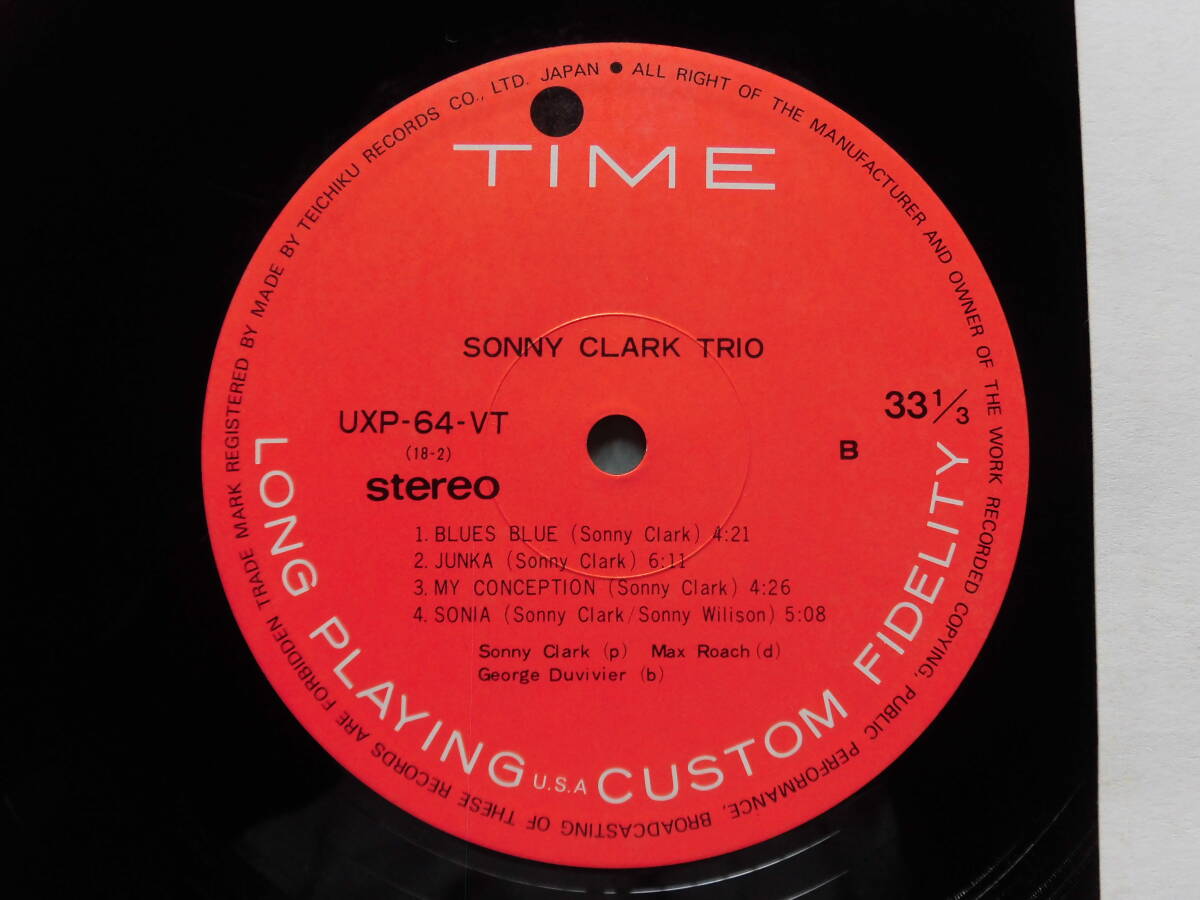 MADE BY TEICHIKU RECORDS CO., LTD. JAPAN • ALL RIGHT OF THE MANUFACTURER AND OWNER OF THE WORK RECORDED COPYING, PUBLIC PERFORMANCE, BROADCASTING OF THESE RECORDS ARE FORBIDDEN TRADE MARK REGISTERED BY
TIME
SONNY CLARK TRIO
UXP-64-VT
33 1/3
(18-2)
B
stereo
1. BLUES BLUE (Sonny Clark) 4:21
2. JUNKA (Sonny Clark) 6:11
3. MY CONCEPTION (Sonny Clark) 4:26
4. SONIA (Sonny Clark/Sonny Wilison) 5:08
Sonny Clark (p) Max Roach (d)
George Duvivier (b)
LONG PLAYING U.S.A CUSTOM FIDELITY